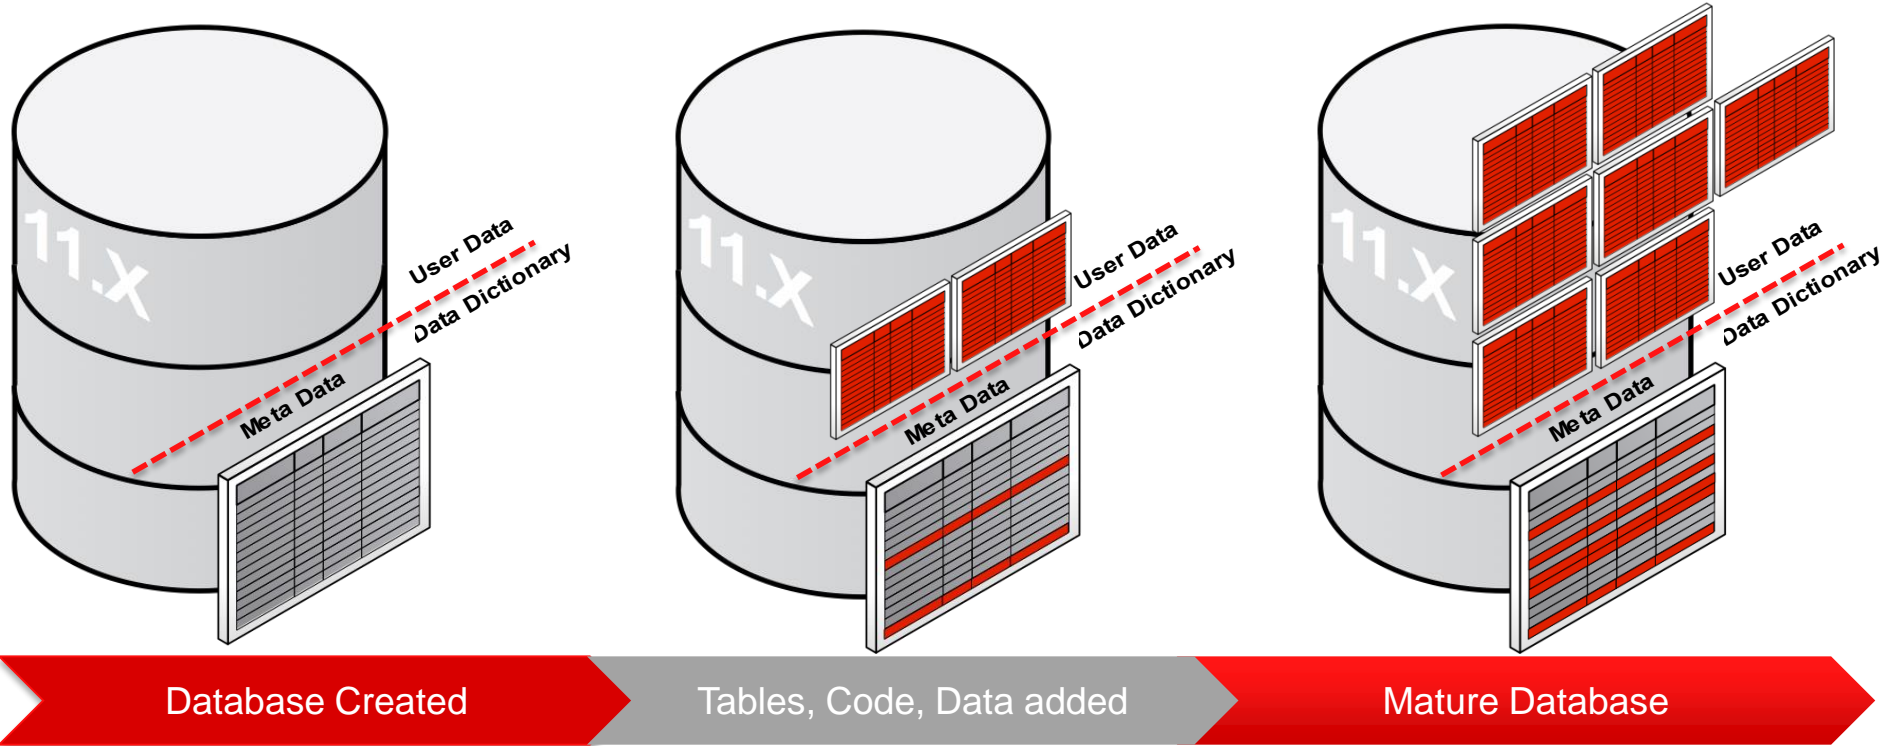 11.X
User Data
Data Dictionary
Meta Data
11.X
User Data
Data Dictionary
Meta Data
11.X
User Data
Data Dictionary
Meta Data
Database Created
Tables, Code, Data added
Mature Database